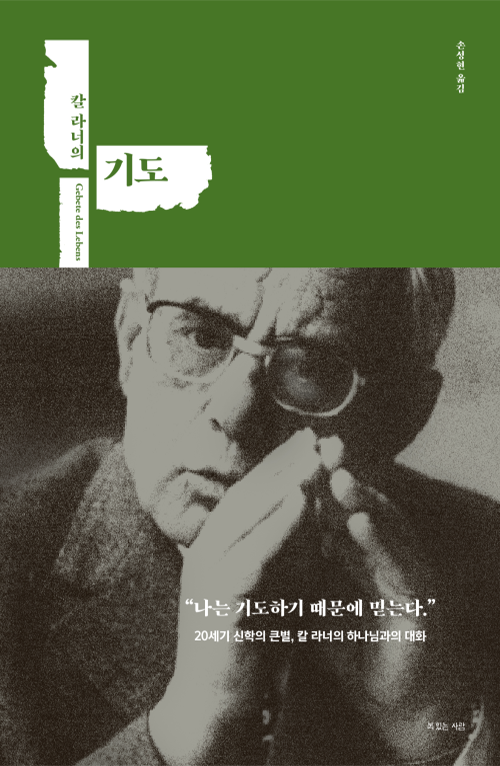 칼 라너의
기도
Gebete des Lebens
손성현 옮김
“나는 기도하기 때문에 믿는다.”
20세기 신학의 큰별, 칼 라너의 하나님과의 대화
복 있는 사람